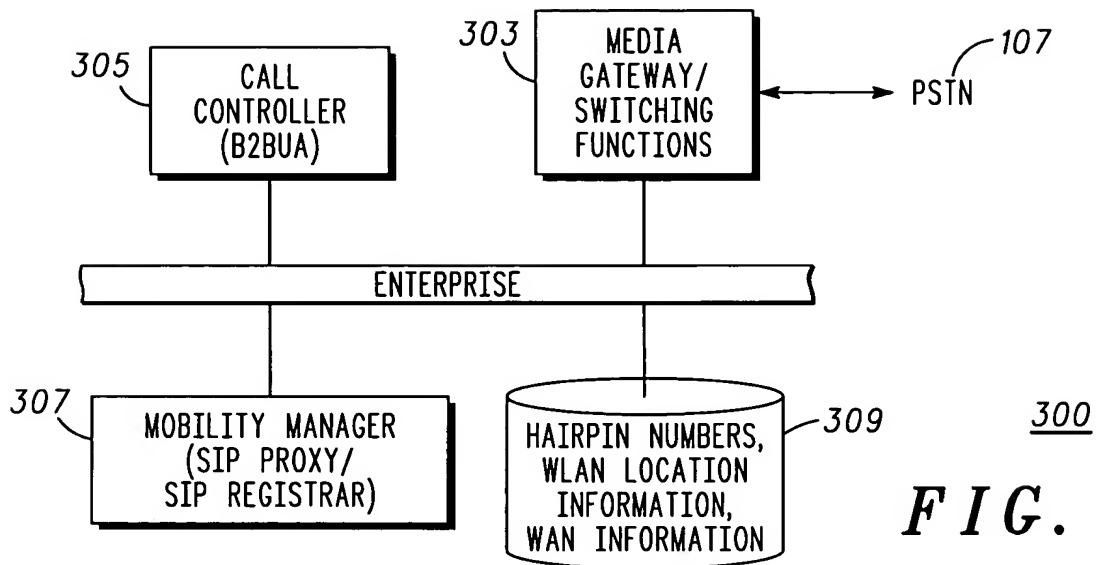 305
CALL
CONTROLLER
(B2BUA)
303
MEDIA
GATEWAY/
SWITCHING
FUNCTIONS
107
PSTN
ENTERPRISE
307
MOBILITY MANAGER
(SIP PROXY/
SIP REGISTRAR)
HAIRPIN NUMBERS,
WLAN LOCATION
INFORMATION,
WAN INFORMATION
309
300
FIG.